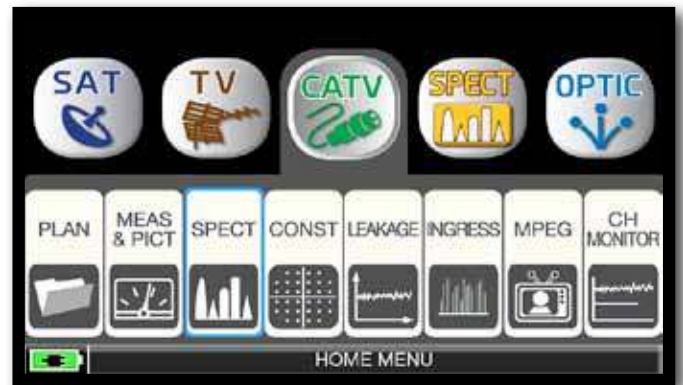 SAT TV CATV SPECT OPTIC
PLAN MEAS & PICT SPECT CONST LEAKAGE INGRESS MPEG CH MONITOR
HOME MENU